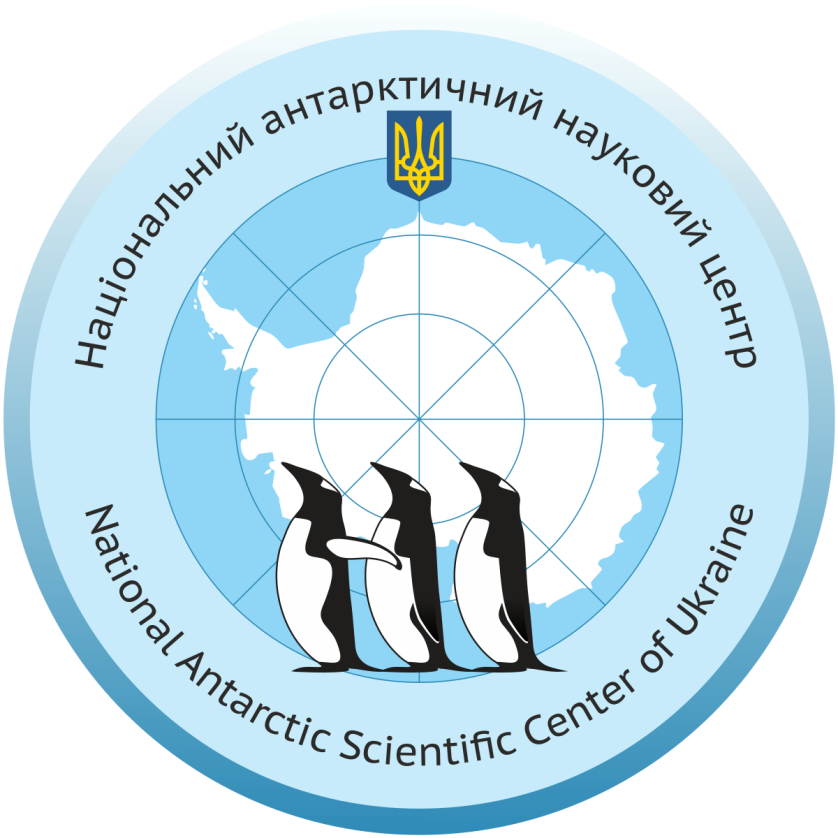 Національний антарктичний науковий центр
National Antarctic Scientific Center of Ukraine